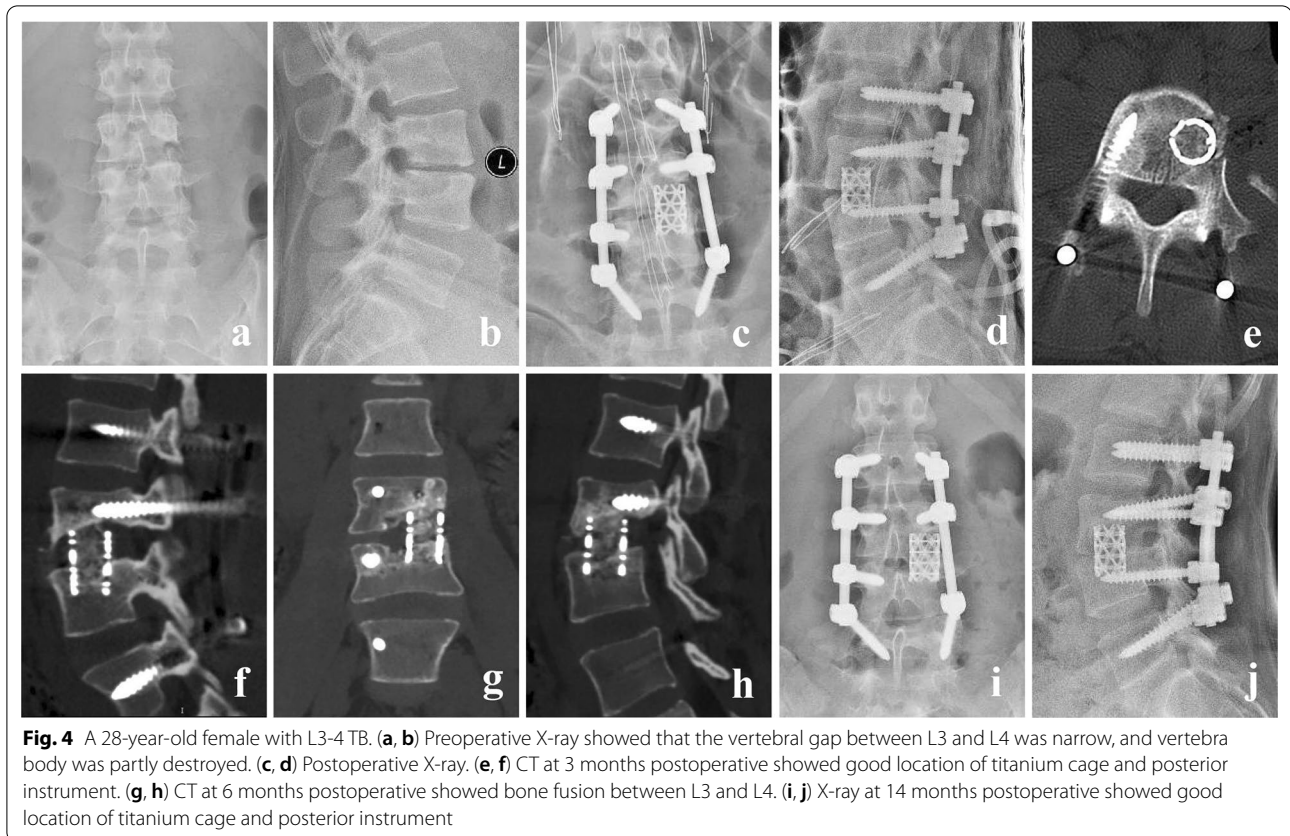 a
b
L
c
d
e
f
g
h
i
j
Fig. 4 A 28-year-old female with L3-4 TB. (a, b) Preoperative X-ray showed that the vertebral gap between L3 and L4 was narrow, and vertebra
body was partly destroyed. (c, d) Postoperative X-ray. (e, f) CT at 3 months postoperative showed good location of titanium cage and posterior
instrument. (g, h) CT at 6 months postoperative showed bone fusion between L3 and L4. (i, j) X-ray at 14 months postoperative showed good
location of titanium cage and posterior instrument